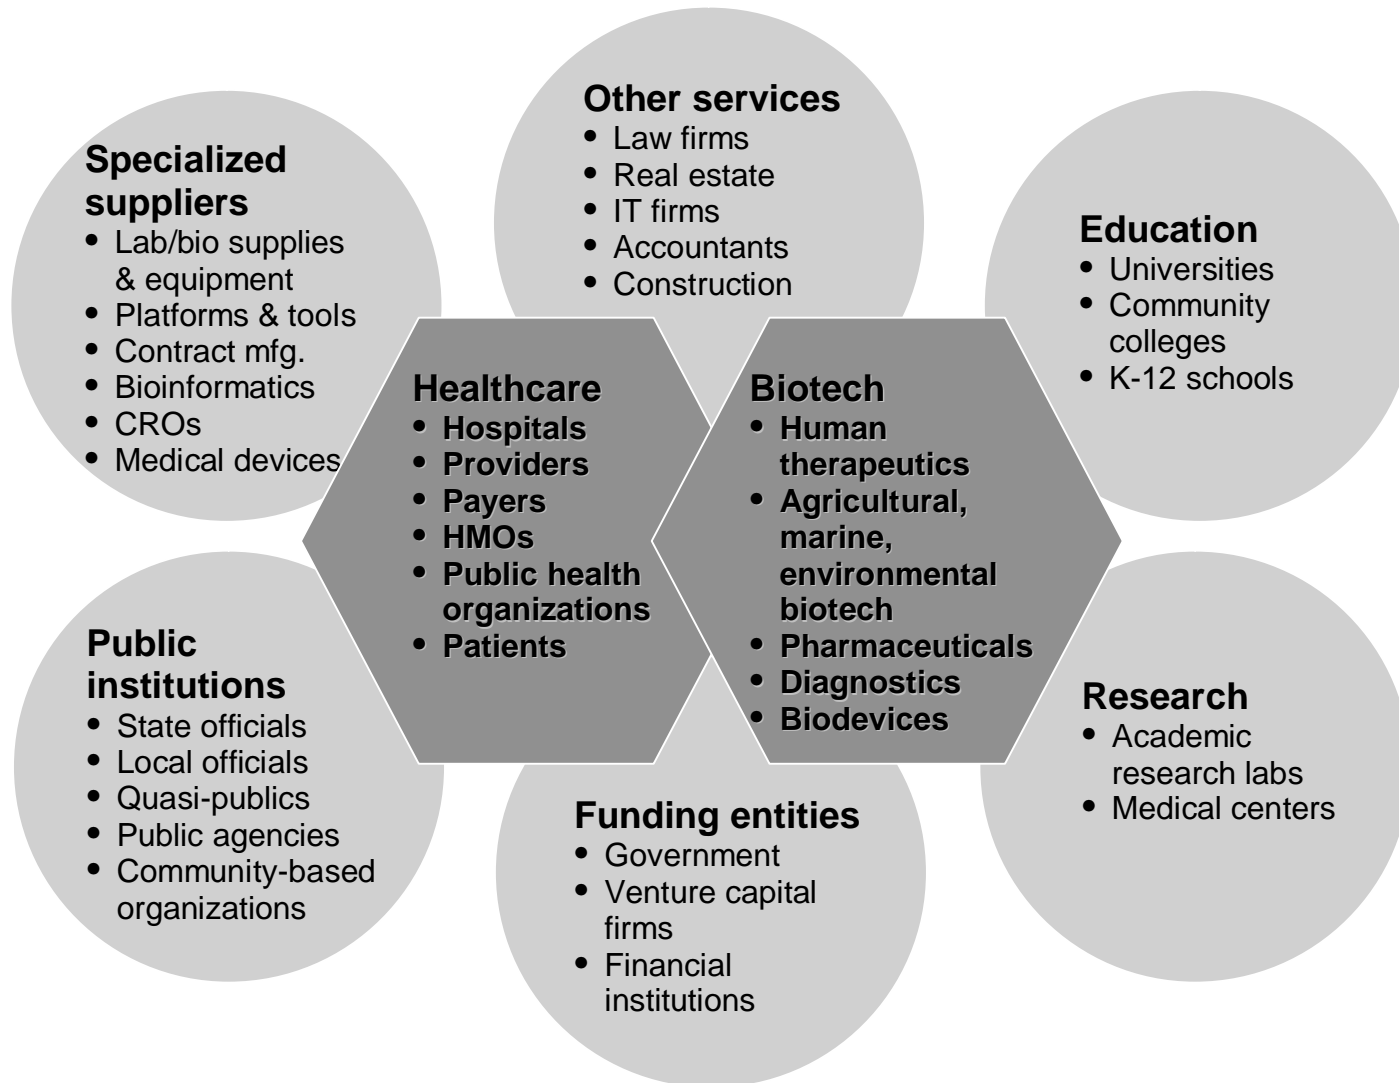 Other services
• Law firms
• Real estate
• IT firms
• Accountants
• Construction
Specialized
suppliers
• Lab/bio supplies
& equipment
• Platforms & tools
• Contract mfg.
• Bioinformatics
• CROs
• Medical devices
Education
• Universities
• Community
colleges
• K-12 schools
Healthcare
• Hospitals
• Providers
• Payers
• HMOs
• Public health
organizations
• Patients
Biotech
• Human
therapeutics
• Agricultural,
marine,
environmental
biotech
• Pharmaceuticals
• Diagnostics
• Biodevices
Public
institutions
• State officials
• Local officials
• Quasi-publics
• Public agencies
• Community-based
organizations
Funding entities
• Government
• Venture capital
firms
• Financial
institutions
Research
• Academic
research labs
• Medical centers